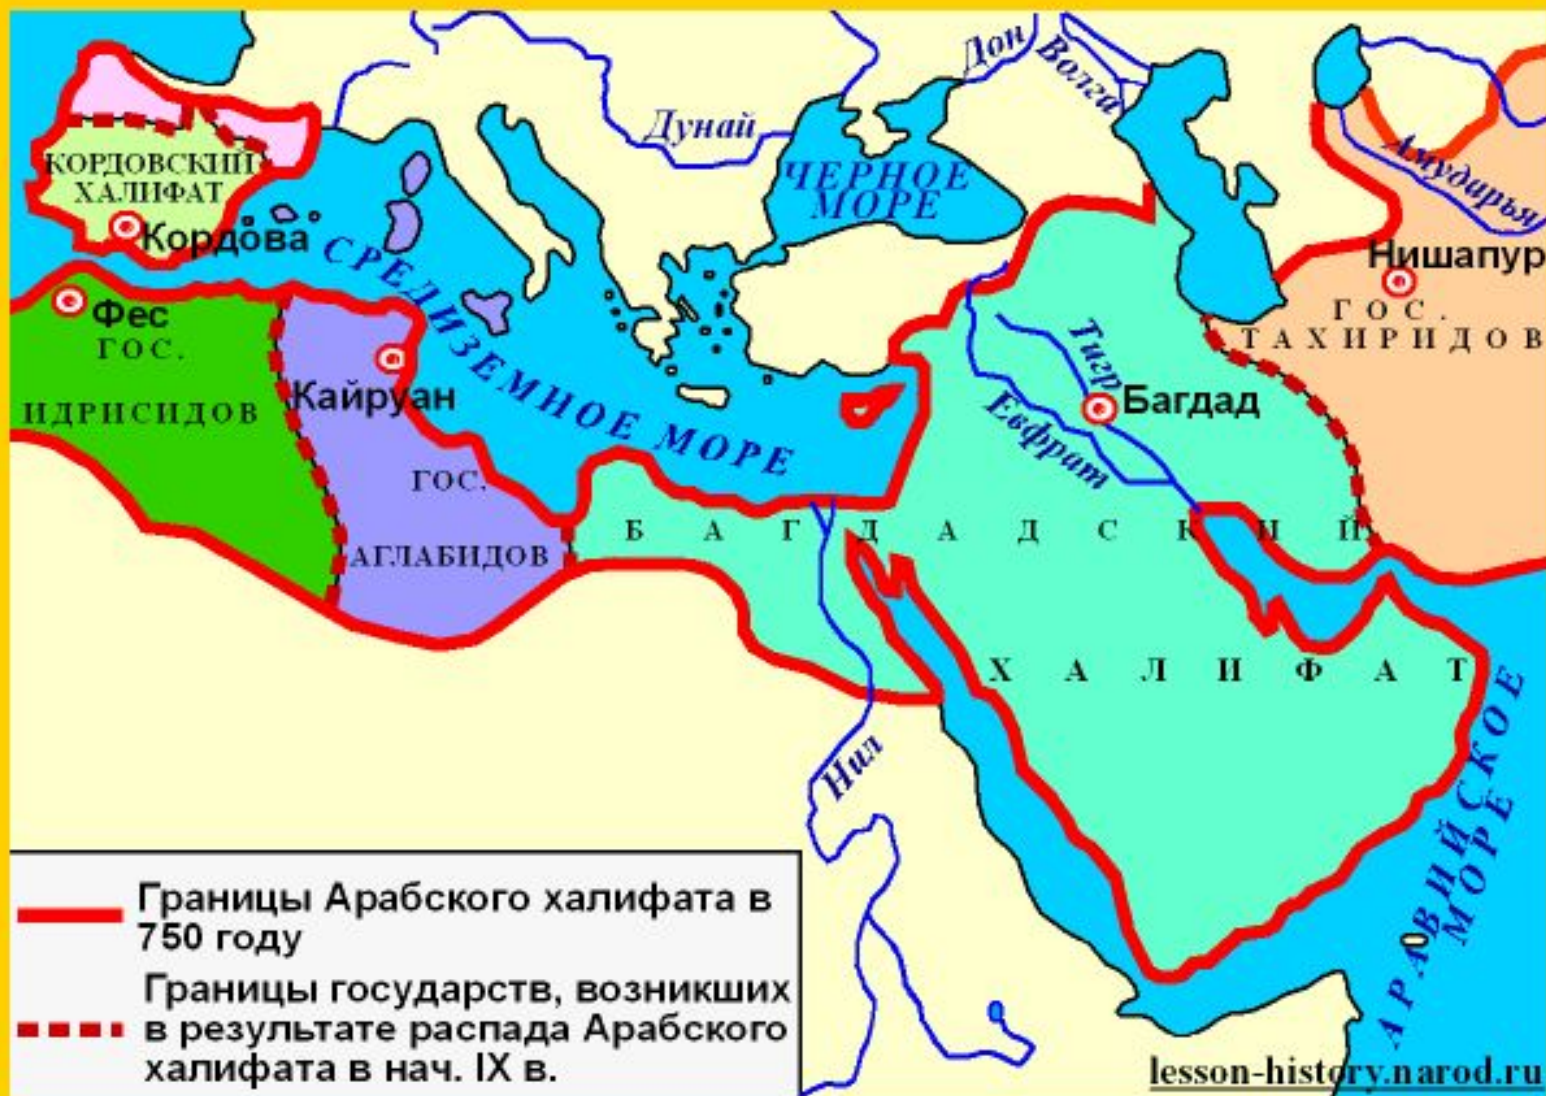 Дон
Волга
Дунай
ЧЕРНОЕ
МОРЕ
Амударья
КОРДОВСКИЙ
ХАЛИФАТ
Кордова
СРЕДИЗЕМНОЕ МОРЕ
Нишапур
ГОС.
ТАХИРИДОВ
Фес
ГОС.
ИДРИСИДОВ
Кайруан
Тигр
Багдад
Евфрат
ГОС.
АГЛАБИДОВ
БАГДАДСКИЙ
ХАЛИФАТ
Нил
АРАВИЙСКОЕ
МОРЕ
Границы Арабского халифата в
750 году
Границы государств, возникших
в результате распада Арабского
халифата в нач. IX в.
lesson-history.narod.ru